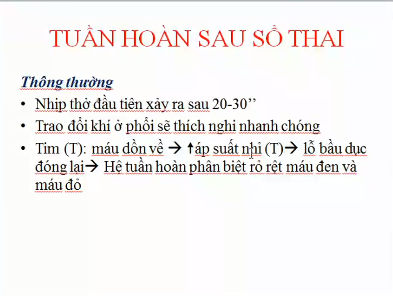 TUẦN HOÀN SAU SỔ THAI
Thông thường
• Nhịp thở đầu tiên xảy ra sau 20-30’’
• Trao đổi khí ở phổi sẽ thích nghi nhanh chóng
• Tim (T): máu dồn về → ↑áp suất nhĩ (T)→ lỗ bầu dục
đóng lại→ Hệ tuần hoàn phân biệt rỏ rệt máu đen và
máu đỏ